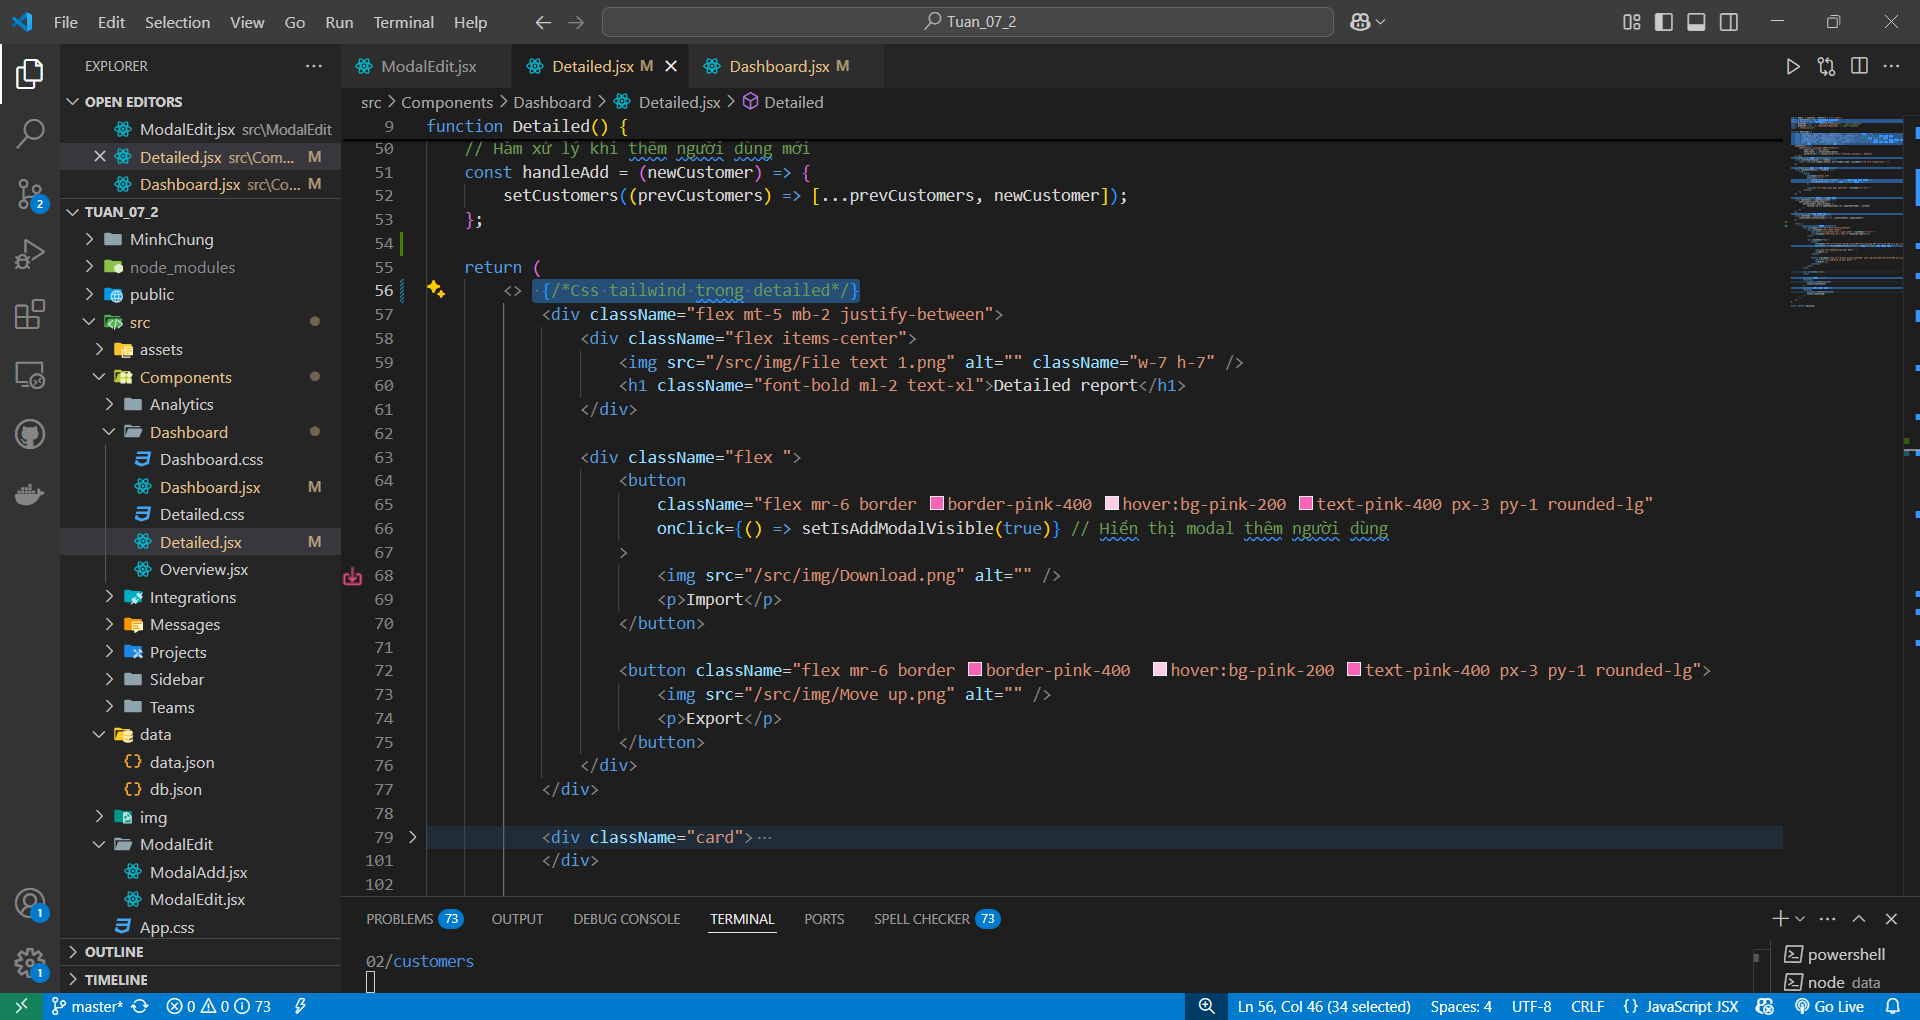 File Edit Selection View Go Run Terminal Help
Tuan_07_2
EXPLORER
OPEN EDITORS
ModalEdit.jsx src\ModalEdit
Detailed.jsx src\Com... M
Dashboard.jsx src\Co... M
TUAN_07_2
MinhChung
node_modules
public
src
assets
Components
Analytics
Dashboard
Dashboard.css
Dashboard.jsx M
Detailed.css
Detailed.jsx M
Overview.jsx
Integrations
Messages
Projects
Sidebar
Teams
data
data.json
db.json
img
ModalEdit
ModalAdd.jsx
ModalEdit.jsx
App.css
OUTLINE
TIMELINE
2
1
1
ModalEdit.jsx
Detailed.jsx M
Dashboard.jsx M
src > Components > Dashboard > Detailed.jsx > Detailed
9 function Detailed() {
50 // Hàm xử lý khi thêm người dùng mới
51 const handleAdd = (newCustomer) => {
52 setCustomers((prevCustomers) => [...prevCustomers, newCustomer]);
53 };
54
55 return (
56 <> {/*Css tailwind trong detailed*/}
57 <div className="flex mt-5 mb-2 justify-between">
58 <div className="flex items-center">
59 <img src="/src/img/File text 1.png" alt="" className="w-7 h-7" />
60 <h1 className="font-bold ml-2 text-xl">Detailed report</h1>
61 </div>
62
63 <div className="flex ">
64 <button
65 className="flex mr-6 border border-pink-400 hover:bg-pink-200 text-pink-400 px-3 py-1 rounded-lg"
66 onClick={() => setIsAddModalVisible(true)} // Hiển thị modal thêm người dùng
67 >
68 <img src="/src/img/Download.png" alt="" />
69 <p>Import</p>
70 </button>
71
72 <button className="flex mr-6 border border-pink-400 hover:bg-pink-200 text-pink-400 px-3 py-1 rounded-lg">
73 <img src="/src/img/Move up.png" alt="" />
74 <p>Export</p>
75 </button>
76 </div>
77 </div>
78
79 <div className="card"> ...
101 </div>
102
PROBLEMS 73 OUTPUT DEBUG CONSOLE TERMINAL PORTS SPELL CHECKER 73
02/customers
powershell
node data
master* 0 0 73
Ln 56, Col 46 (34 selected) Spaces: 4 UTF-8 CRLF {} JavaScript JSX Go Live